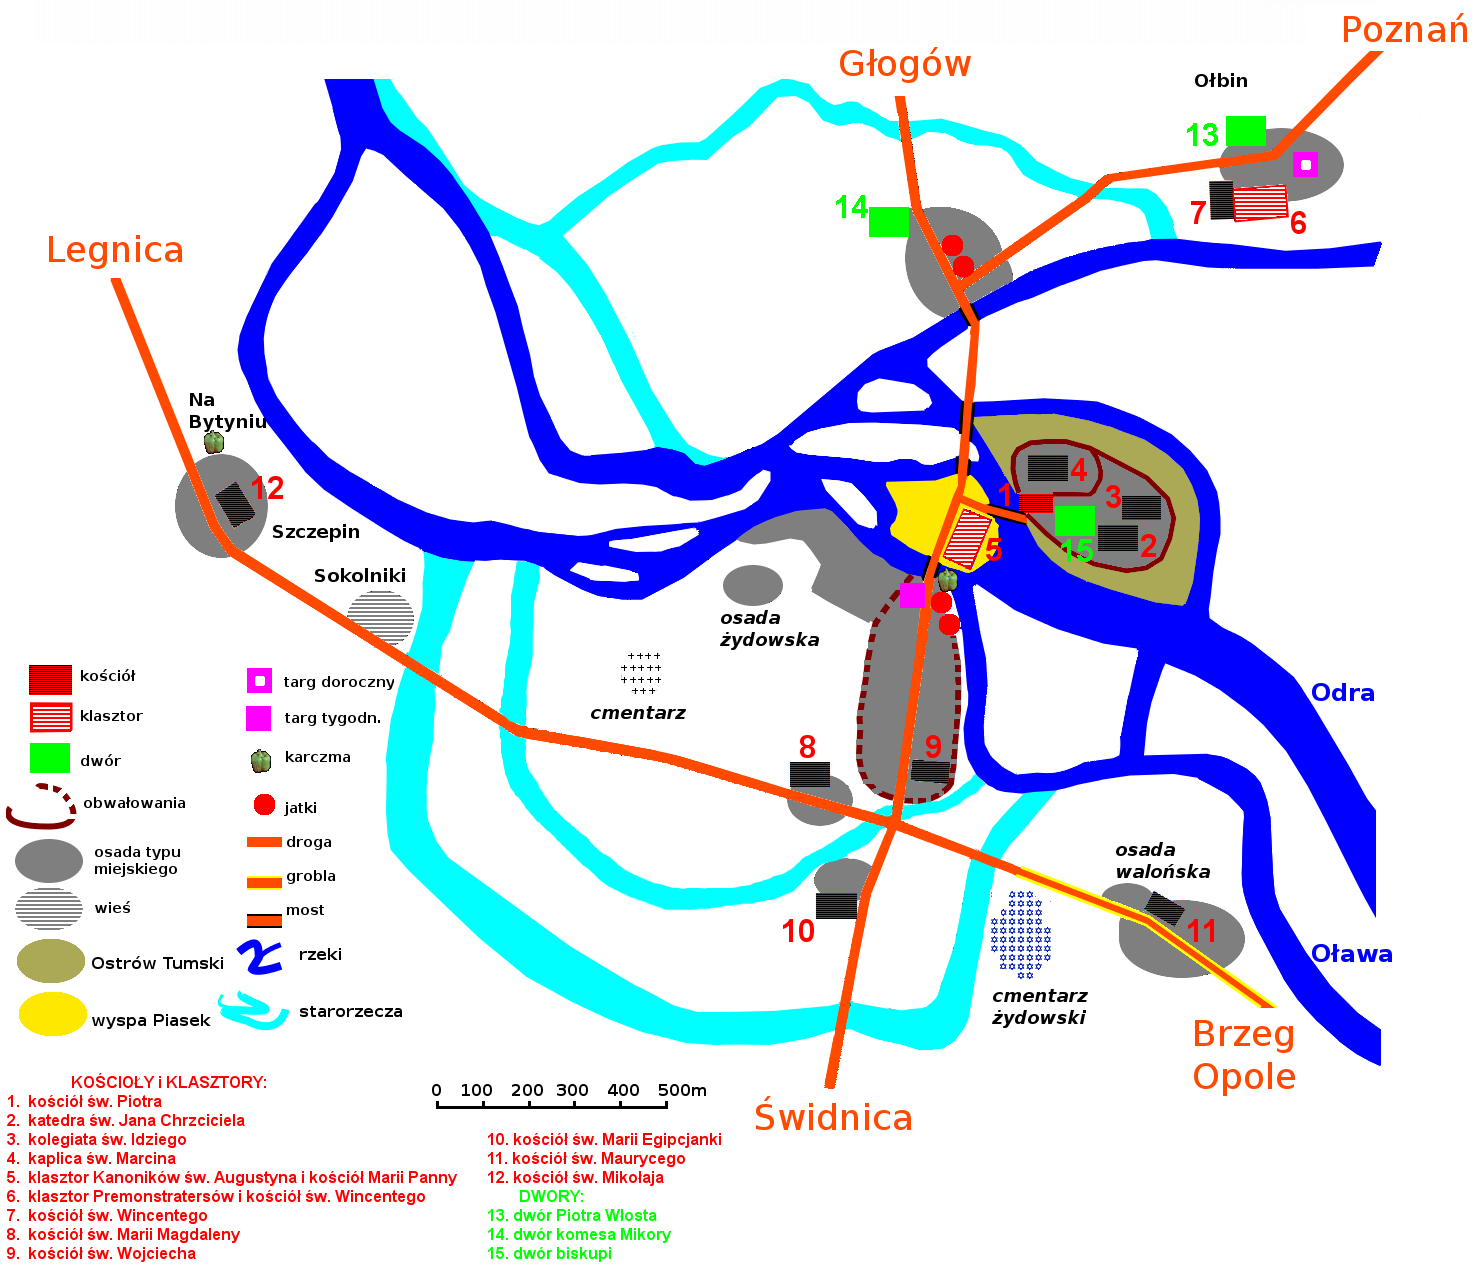 Poznań
Głogów
Ołbin
13
7
6
14
Legnica
Na
Bytyniu
12
Szczepin
Sokolniki
4
3
1
2
15
5
osada
żydowska
cmentarz
8
9
10
osada
walońska
11
cmentarz
żydowski
Odra
Oława
Brzeg
Opole
Świdnica
kościół
klasztor
dwór
obwałowania
osada typu
miejskiego
wieś
Ostrów Tumski
wyspa Piasek
targ doroczny
targ tygodn.
karczma
jatki
droga
grobla
most
rzeki
starorzecza
0 100 200 300 400 500m
KOŚCIOŁY i KLASZTORY:
1. kościół św. Piotra
2. katedra św. Jana Chrzciciela
3. kolegiata św. Idziego
4. kaplica św. Marcina
5. klasztor Kanoników św. Augustyna i kościół Marii Panny
6. klasztor Premonstratersów i kościół św. Wincentego
7. kościół św. Wincentego
8. kościół św. Marii Magdaleny
9. kościół św. Wojciecha
10. kościół św. Marii Egipcjanki
11. kościół św. Maurycego
12. kościół św. Mikołaja
DWORY:
13. dwór Piotra Włosta
14. dwór komesa Mikory
15. dwór biskupi